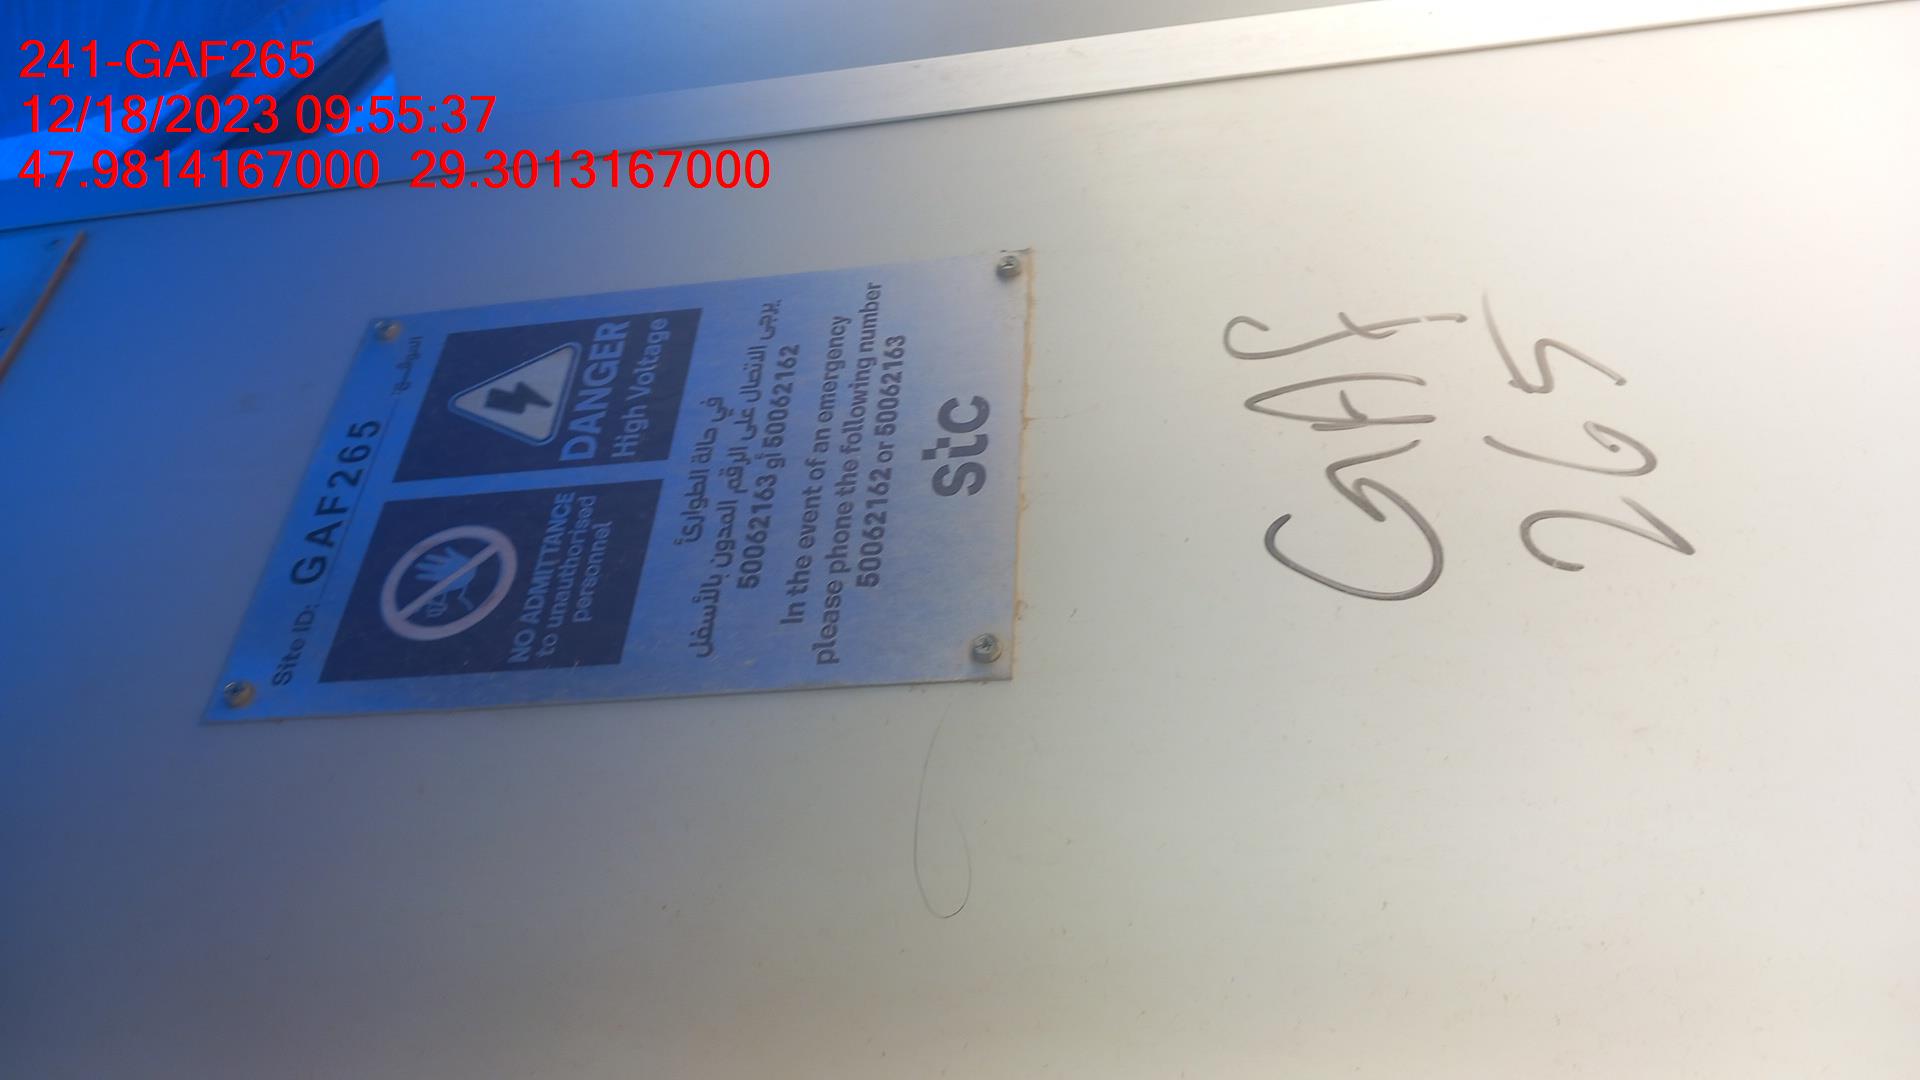 241-GAF265
12/18/2023 09:55:37
47.9814167000 29.3013167000
Site ID: GAF265
NO ADMITTANCE
to unauthorised
personnel
DANGER
High Voltage
في حالة الطوارئ
يرجى الاتصال على الرقم المدون بالأسفل
50062162 أو 50062163
In the event of an emergency
please phone the following number
50062162 or 50062163
stc
GAF
265